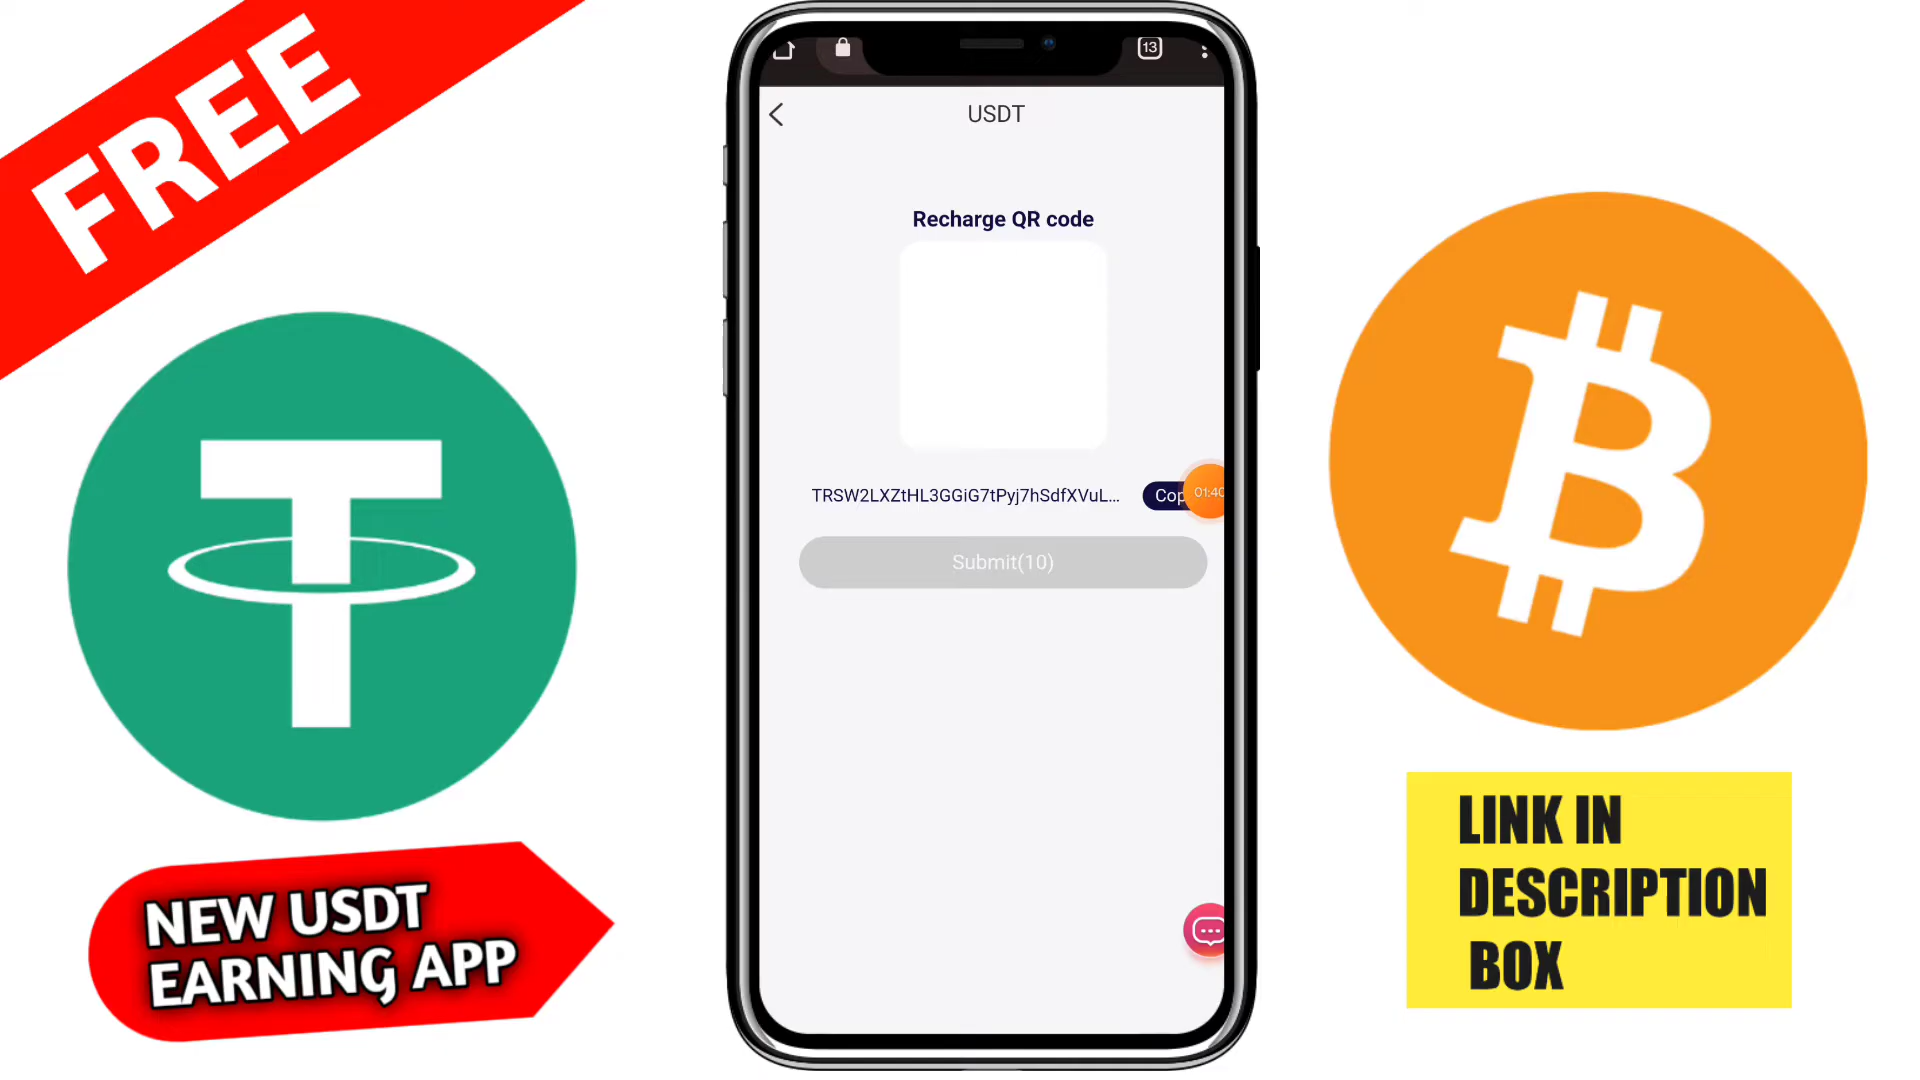 FREE
13
USDT
Recharge QR code
TRSW2LXZtHL3GGiG7tPyj7hSdfXVuL...
Cop
01:40
Submit(10)
NEW USDT
EARNING APP
LINK IN
DESCRIPTION
BOX